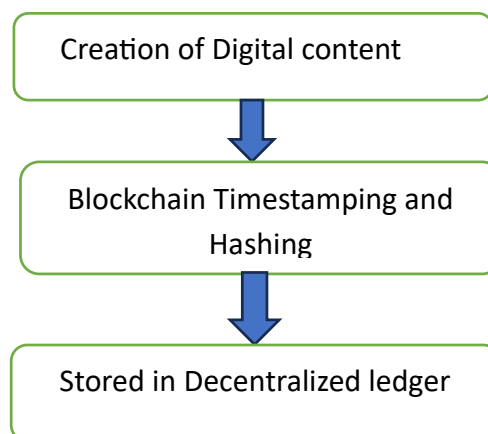 Creation of Digital content
Blockchain Timestamping and
Hashing
Stored in Decentralized ledger